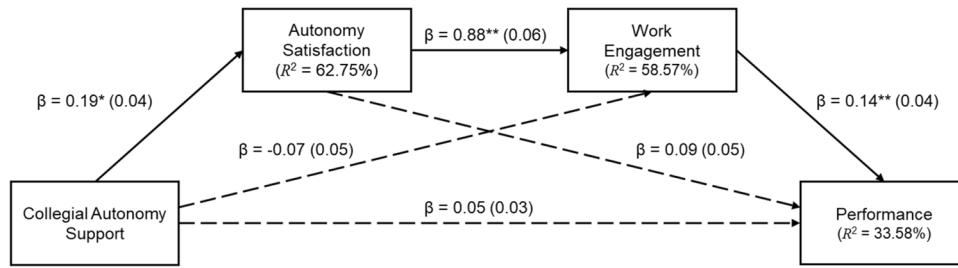 Autonomy
Satisfaction
(R² = 62.75%)
β = 0.88** (0.06)
Work
Engagement
(R² = 58.57%)
β = 0.19* (0.04)
β = 0.14** (0.04)
β = -0.07 (0.05)
β = 0.09 (0.05)
Collegial Autonomy
Support
β = 0.05 (0.03)
Performance
(R² = 33.58%)